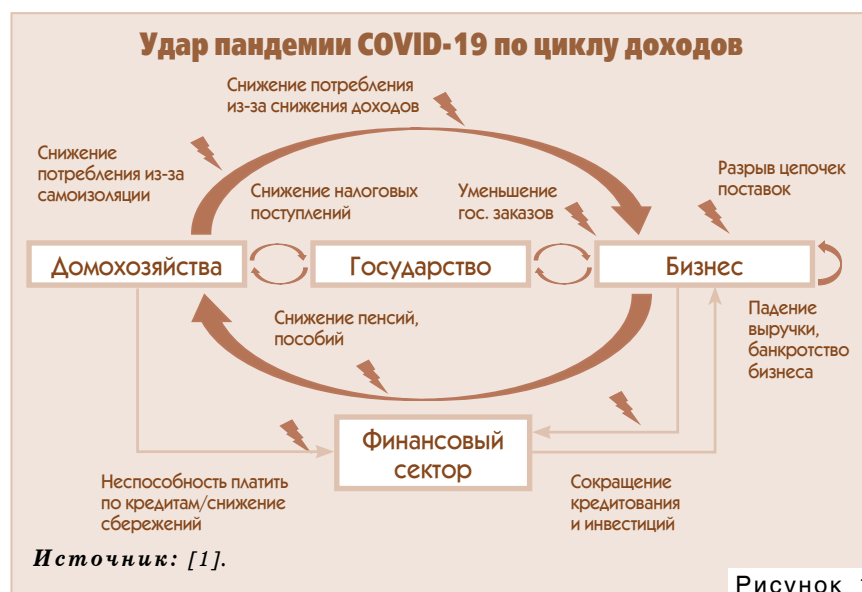 Удар пандемии COVID-19 по циклу доходов
Снижение потребления
из-за снижения доходов
Снижение
потребления из-за
самоизоляции
Снижение налоговых
поступлений
Уменьшение
гос. заказов
Разрыв цепочек
поставок
Домохозяйства
Государство
Бизнес
Снижение пенсий,
пособий
Падение
выручки,
банкротство
бизнеса
Финансовый
сектор
Неспособность платить
по кредитам/снижение
сбережений
Сокращение
кредитования
и инвестиций
Источник: [1].
Рисунок